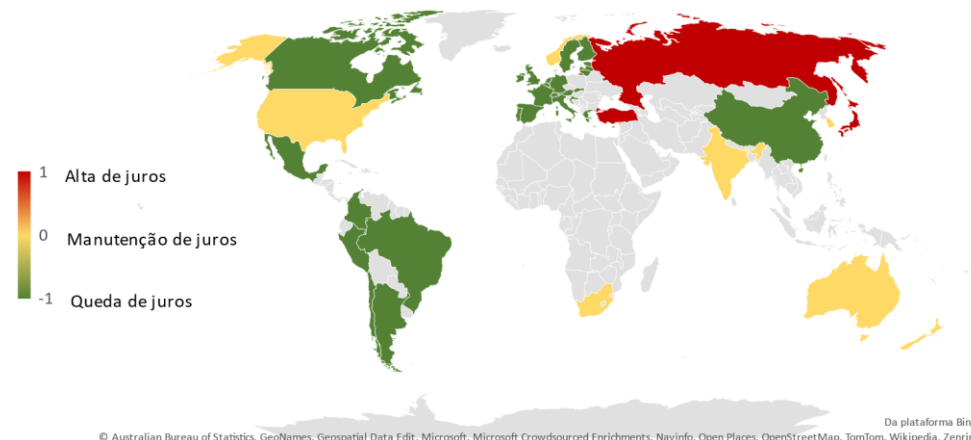 1 Alta de juros
0 Manutenção de juros
-1 Queda de juros
Da plataforma Bin
© Australian Bureau of Statistics, GeoNames, Geospatial Data Edit, Microsoft, Microsoft Crowdsourced Enrichments, Navinfo, Open Places, OpenStreetMap, TomTom, Wikipedia, Zenr